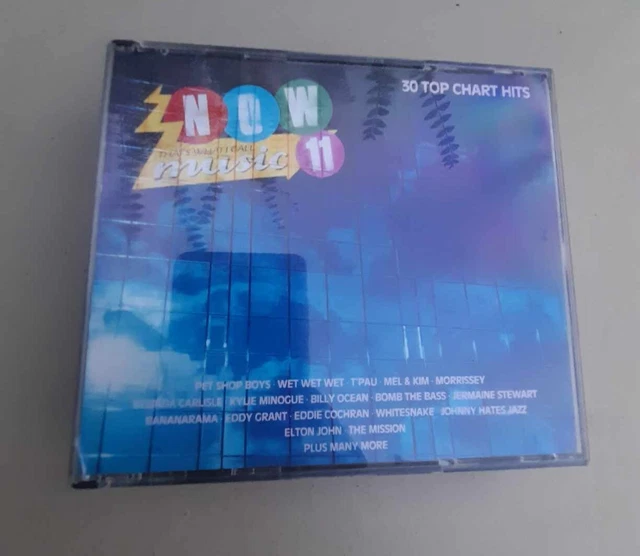 30 TOP CHART HITS
NOW
THAT'S WHAT I CALL
music 11
PET SHOP BOYS · WET WET WET · T'PAU · MEL & KIM · MORRISSEY
BELINDA CARLISLE · KYLIE MINOGUE · BILLY OCEAN · BOMB THE BASS · JERMAINE STEWART
BANANARAMA · EDDY GRANT · EDDIE COCHRAN · WHITESNAKE · JOHNNY HATES JAZZ
ELTON JOHN · THE MISSION
PLUS MANY MORE